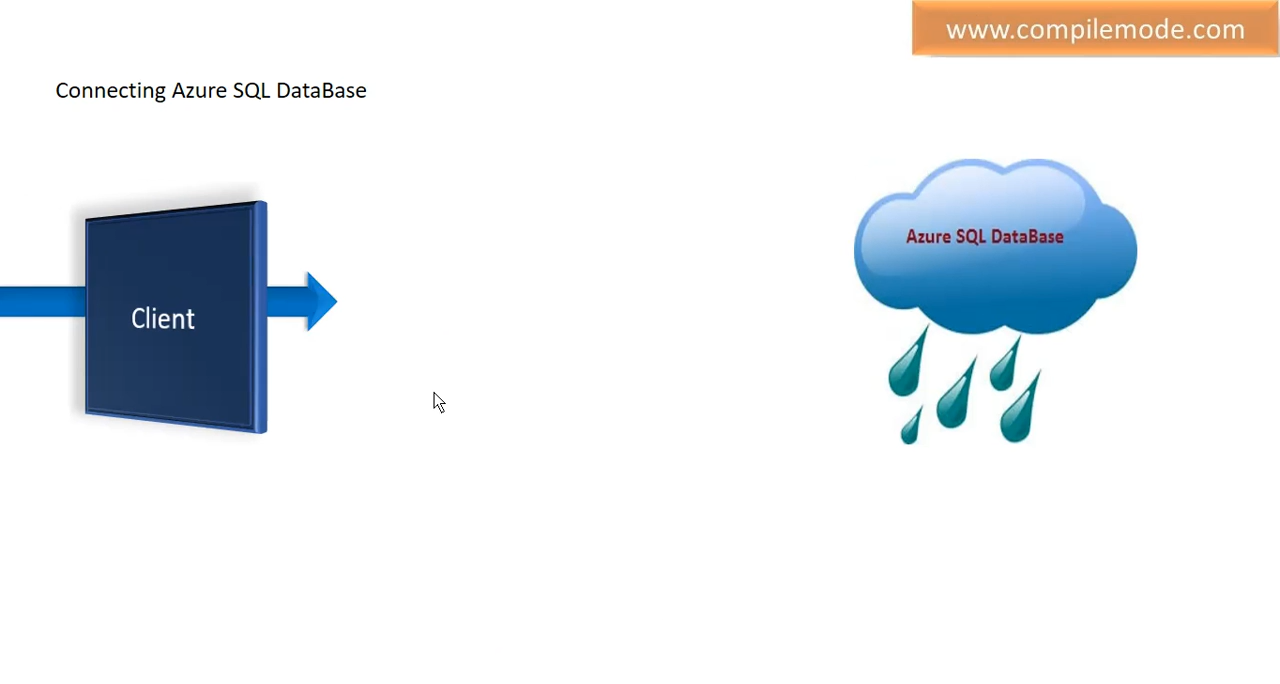 www.compilemode.com
Connecting Azure SQL DataBase
Azure SQL DataBase
Client